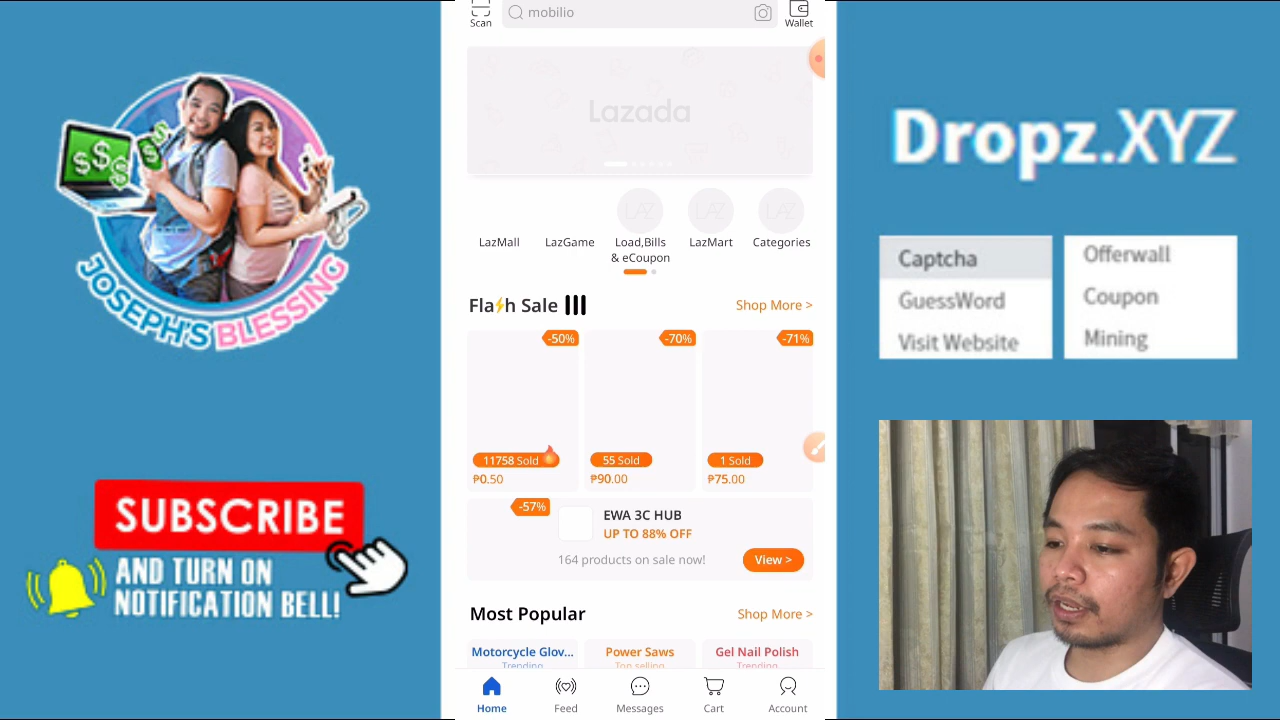 JOSEPH'S BLESSING
SUBSCRIBE
AND TURN ON
NOTIFICATION BELL!
Scan
mobilio
Wallet
Lazada
LazMall
LazGame
Load,Bills
& eCoupon
LazMart
Categories
Flash Sale
Shop More >
-50%
-70%
-71%
11758 Sold
55 Sold
1 Sold
₱0.50
₱90.00
₱75.00
-57%
EWA 3C HUB
UP TO 88% OFF
164 products on sale now!
View >
Most Popular
Shop More >
Motorcycle Glov...
Power Saws
Gel Nail Polish
Trending
Top selling
Trending
Home
Feed
Messages
Cart
Account
Dropz.XYZ
Captcha
GuessWord
Visit Website
Offerwall
Coupon
Mining